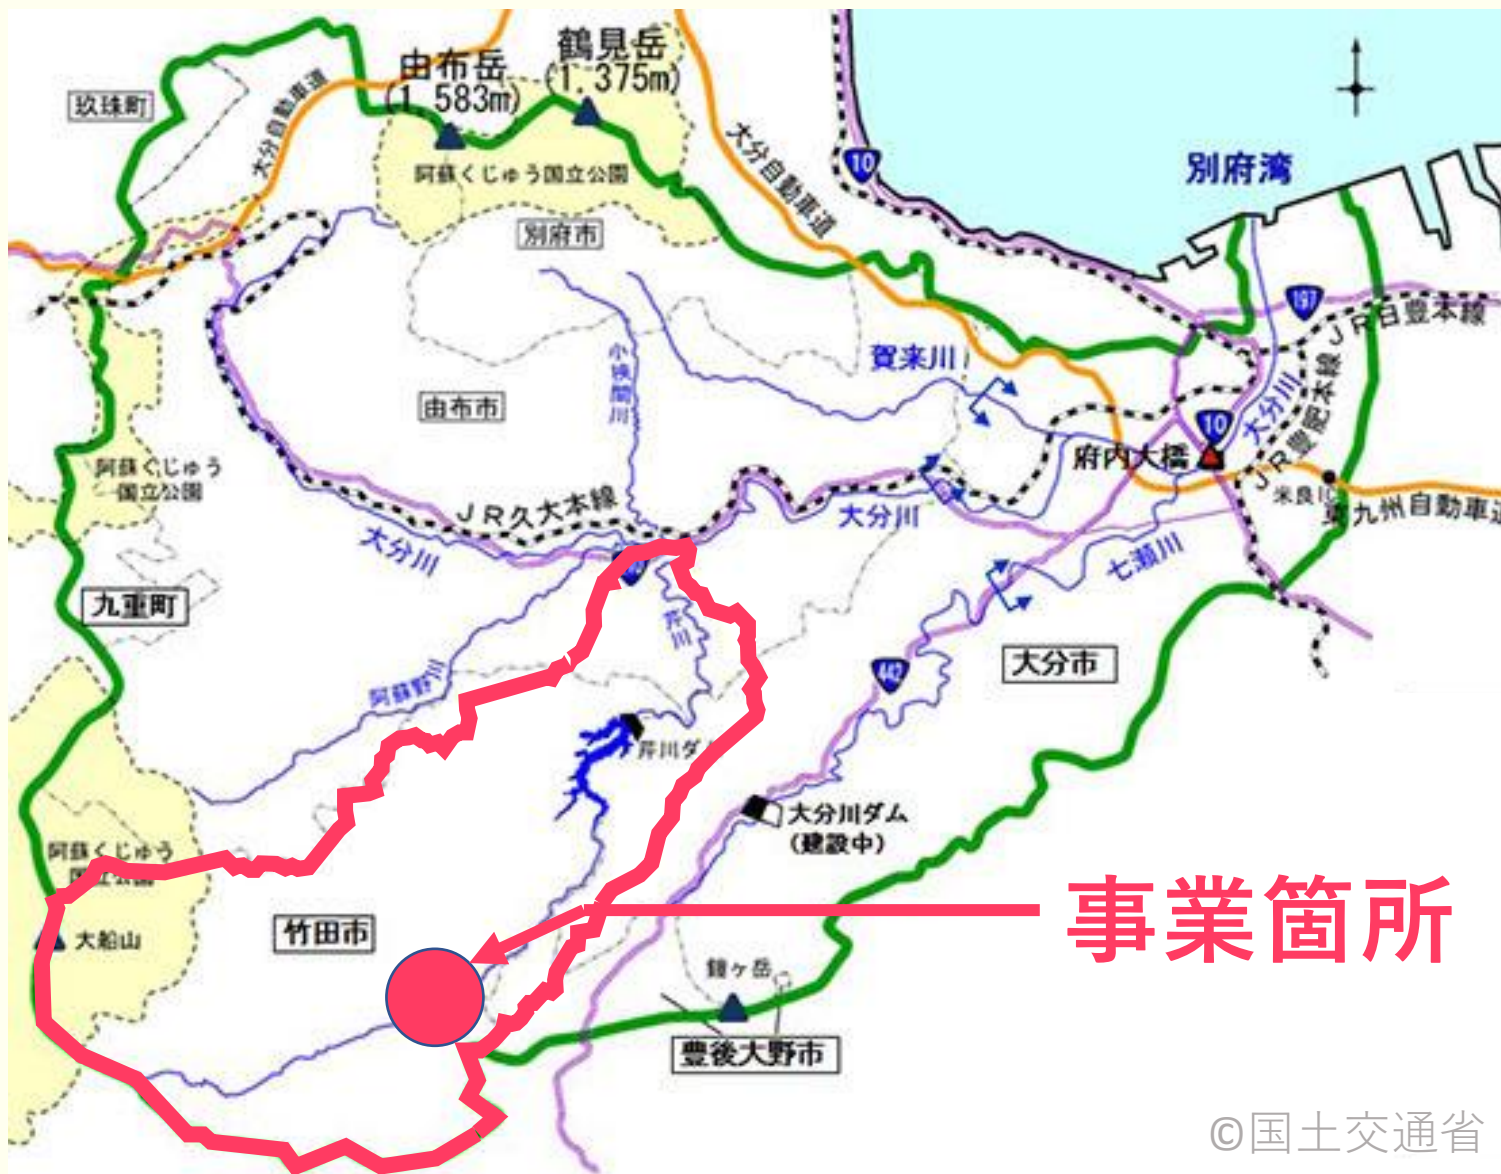 鶴見岳
(1,375m)
由布岳
(1,583m)
玖珠町
大分自動車道
大分自動車道
10
別府湾
阿蘇くじゅう国立公園
別府市
197
JR日豊本線
賀来川
小挾間川
由布市
JR豊肥本線
大分川
10
府内大橋
阿蘇くじゅう
国立公園
米良
JR久大本線
大分川
東九州自動車道
大分川
七瀬川
九重町
芹川
大分市
阿蘇野川
442
芹川ダム
大分川ダム
(建設中)
阿蘇くじゅう
国立公園
事業箇所
竹田市
大船山
鐘ヶ岳
豊後大野市
©国土交通省